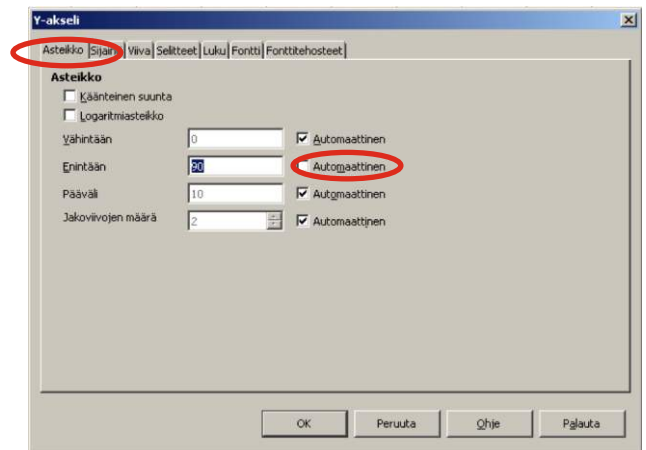 Y-akseli
Asteikko Sijainti Viiva Selitteet Luku Fontti Fonttitehosteet
Asteikko
Käänteinen suunta
Logaritmiasteikko
Vähintään 0 Automaattinen
Enintään 90 Automaattinen
Pääväli 10 Automaattinen
Jakoviivojen määrä 2 Automaattinen
OK Peruuta Ohje Palauta